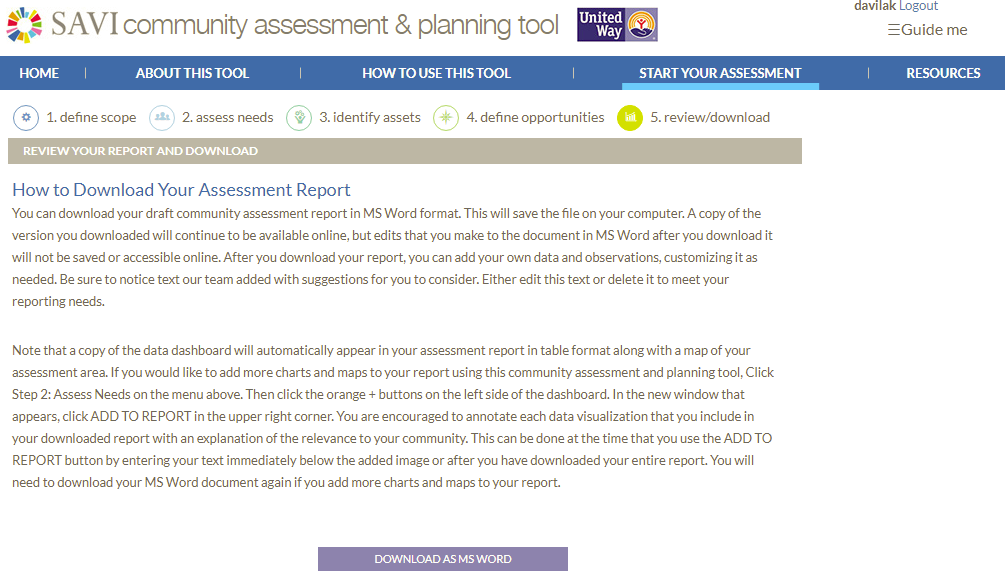 davilak Logout
SAVI community assessment & planning tool
United Way
☰Guide me
HOME | ABOUT THIS TOOL | HOW TO USE THIS TOOL | START YOUR ASSESSMENT | RESOURCES
1. define scope 2. assess needs 3. identify assets 4. define opportunities 5. review/download
REVIEW YOUR REPORT AND DOWNLOAD
How to Download Your Assessment Report
You can download your draft community assessment report in MS Word format. This will save the file on your computer. A copy of the
version you downloaded will continue to be available online, but edits that you make to the document in MS Word after you download it
will not be saved or accessible online. After you download your report, you can add your own data and observations, customizing it as
needed. Be sure to notice text our team added with suggestions for you to consider. Either edit this text or delete it to meet your
reporting needs.
Note that a copy of the data dashboard will automatically appear in your assessment report in table format along with a map of your
assessment area. If you would like to add more charts and maps to your report using this community assessment and planning tool, Click
Step 2: Assess Needs on the menu above. Then click the orange + buttons on the left side of the dashboard. In the new window that
appears, click ADD TO REPORT in the upper right corner. You are encouraged to annotate each data visualization that you include in
your downloaded report with an explanation of the relevance to your community. This can be done at the time that you use the ADD TO
REPORT button by entering your text immediately below the added image or after you have downloaded your entire report. You will
need to download your MS Word document again if you add more charts and maps to your report.
DOWNLOAD AS MS WORD